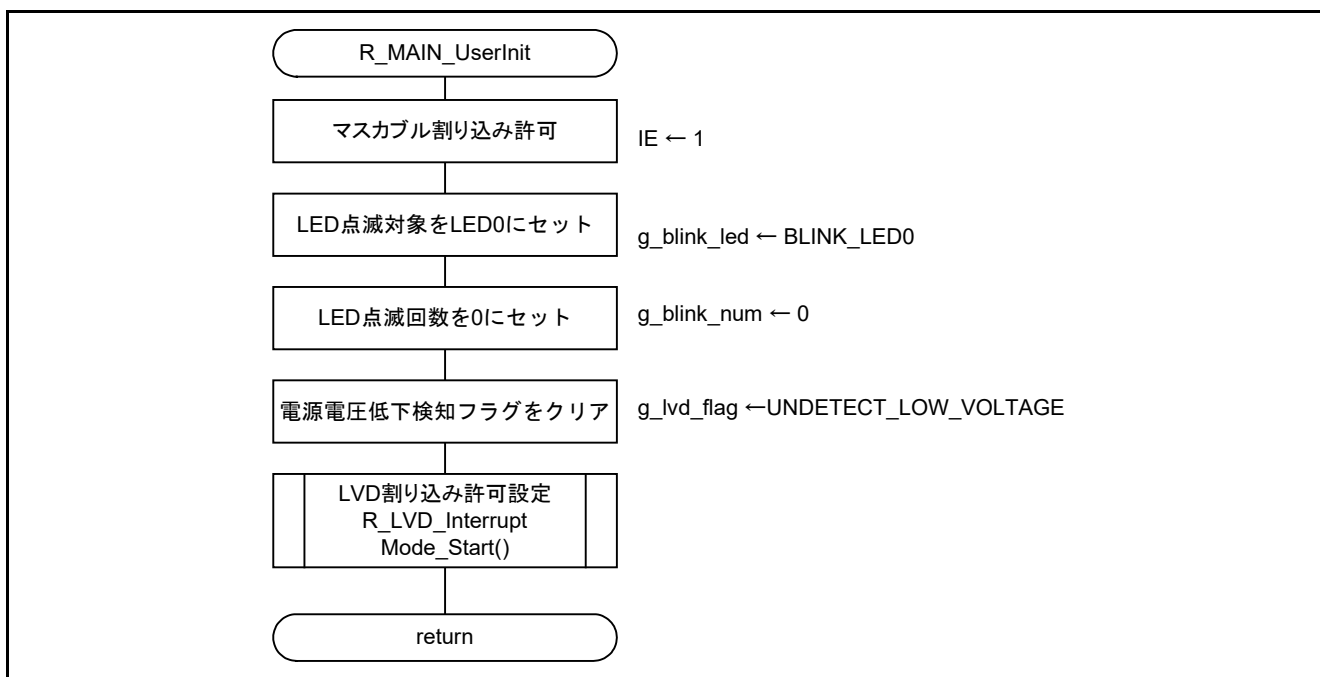 R_MAIN_UserInit
マスカブル割り込み許可
IE ← 1
LED点滅対象をLED0にセット
g_blink_led ← BLINK_LED0
LED点滅回数を0にセット
g_blink_num ← 0
電源電圧低下検知フラグをクリア
g_lvd_flag ←UNDETECT_LOW_VOLTAGE
LVD割り込み許可設定
R_LVD_Interrupt
Mode_Start()
return